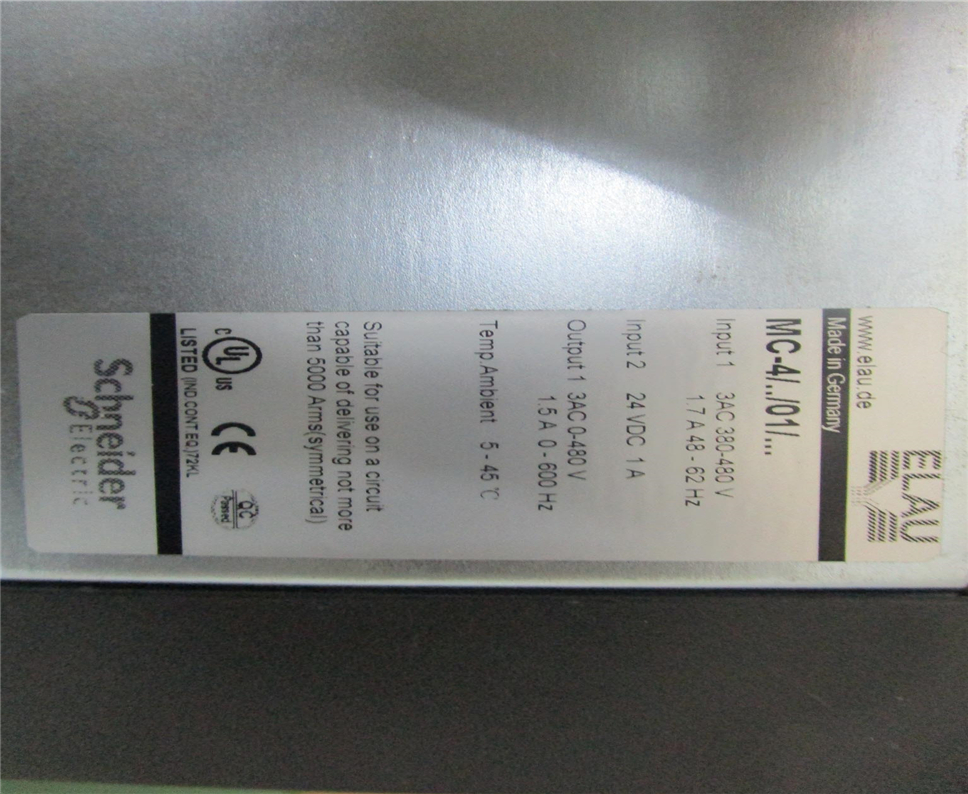 ELAU
www.elau.de
Made in Germany
MC-4/../01/...
Input 1 3AC 380-480 V
1.7 A 48 - 62 Hz
Input 2 24 VDC 1 A
Output 1 3AC 0-480 V
1.5 A 0 - 600 Hz
Temp.Ambient 5 - 45 °C
Suitable for use on a circuit
capable of delivering not more
than 5000 Arms(symmetrical)
C UL US CE QC
Passed
LISTED (IND.CONT.EQ.)72KL
Schneider
Electric